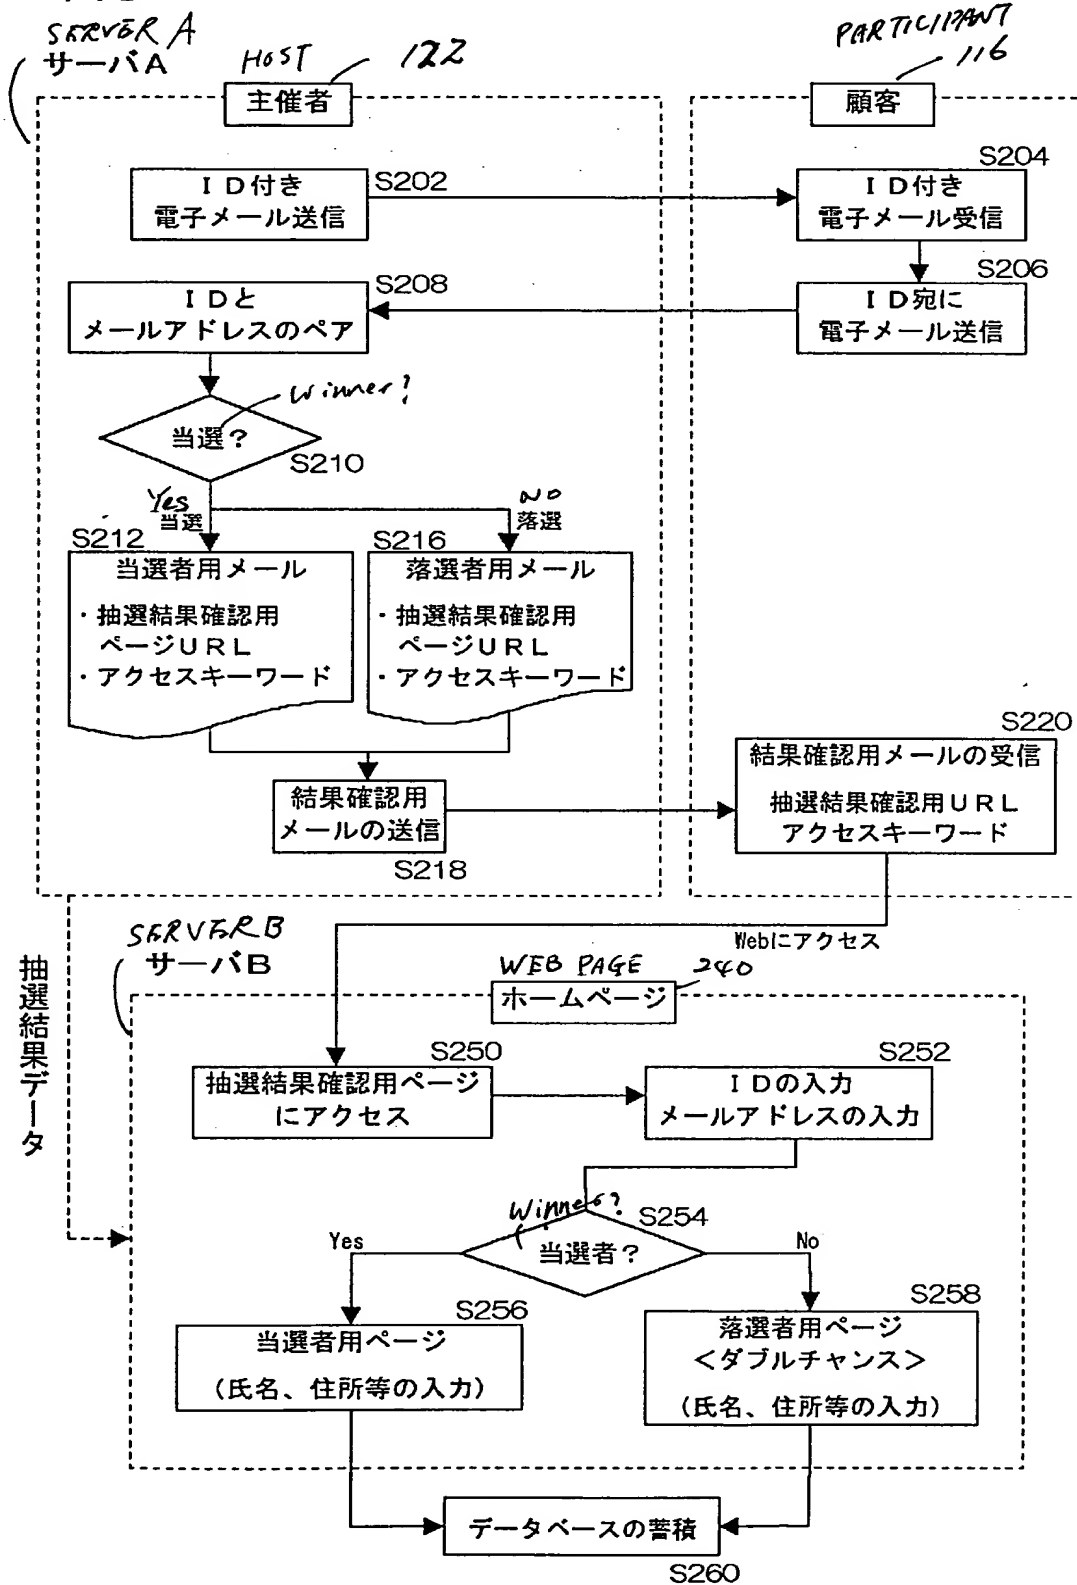 SERVER A
サーバA
HOST 122
主催者
PARTICIPANT
116
顧客
ID付き
電子メール送信
S202
S204
ID付き
電子メール受信
S206
ID宛に
電子メール送信
S208
IDと
メールアドレスのペア
Winner?
当選?
S210
Yes
当選
NO
落選
S212
当選者用メール
・抽選結果確認用
ページURL
・アクセスキーワード
S216
落選者用メール
・抽選結果確認用
ページURL
・アクセスキーワード
結果確認用
メールの送信
S218
S220
結果確認用メールの受信
抽選結果確認用URL
アクセスキーワード
Webにアクセス
抽選結果データ
SERVER B
サーバB
WEB PAGE 240
ホームページ
S250
抽選結果確認用ページ
にアクセス
S252
IDの入力
メールアドレスの入力
Winner?
S254
当選者?
Yes
No
S256
当選者用ページ
(氏名、住所等の入力)
S258
落選者用ページ
<ダブルチャンス>
(氏名、住所等の入力)
データベースの蓄積
S260